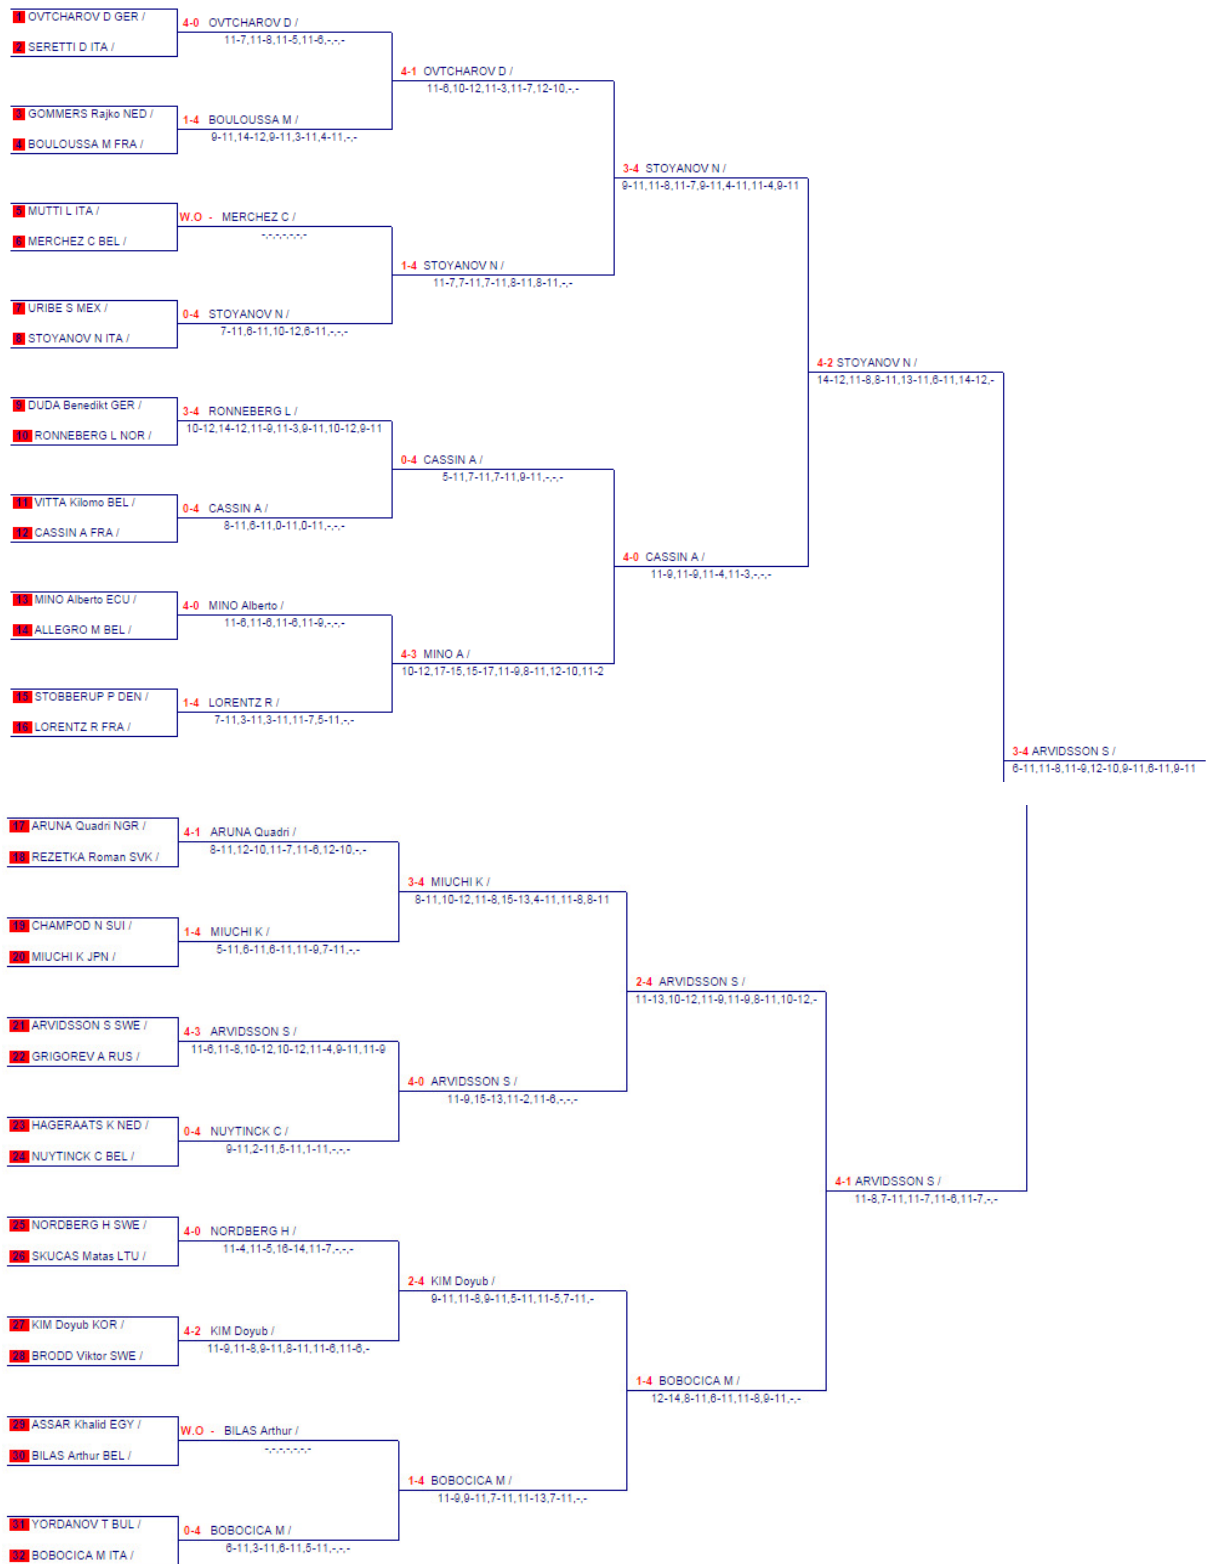 1 OVTCHAROV D GER /
4-0 OVTCHAROV D /
11-7,11-8,11-5,11-6,-,-,-
2 SERETTI D ITA /
4-1 OVTCHAROV D /
11-6,10-12,11-3,11-7,12-10,-,-
3 GOMMERS Rajko NED /
1-4 BOULOUSSA M /
9-11,14-12,9-11,3-11,4-11,-,-
4 BOULOUSSA M FRA /
3-4 STOYANOV N /
9-11,11-8,11-7,9-11,4-11,11-4,9-11
5 MUTTI L ITA /
W.O - MERCHEZ C /
-,-,-,-,-,-,-
6 MERCHEZ C BEL /
1-4 STOYANOV N /
11-7,7-11,7-11,8-11,8-11,-,-
7 URIBE S MEX /
0-4 STOYANOV N /
7-11,6-11,10-12,6-11,-,-,-
8 STOYANOV N ITA /
4-2 STOYANOV N /
14-12,11-8,8-11,13-11,6-11,14-12,-
9 DUDA Benedikt GER /
3-4 RONNEBERG L /
10-12,14-12,11-9,11-3,9-11,10-12,9-11
10 RONNEBERG L NOR /
0-4 CASSIN A /
5-11,7-11,7-11,9-11,-,-,-
11 VITTA Kilomo BEL /
0-4 CASSIN A /
8-11,6-11,0-11,0-11,-,-,-
12 CASSIN A FRA /
4-0 CASSIN A /
11-9,11-9,11-4,11-3,-,-,-
13 MINO Alberto ECU /
4-0 MINO Alberto /
11-6,11-6,11-6,11-9,-,-,-
14 ALLEGRO M BEL /
4-3 MINO A /
10-12,17-15,15-17,11-9,8-11,12-10,11-2
15 STOBBERUP P DEN /
1-4 LORENTZ R /
7-11,3-11,3-11,11-7,5-11,-,-
16 LORENTZ R FRA /
3-4 ARVIDSSON S /
6-11,11-8,11-9,12-10,9-11,6-11,9-11
17 ARUNA Quadri NGR /
4-1 ARUNA Quadri /
8-11,12-10,11-7,11-6,12-10,-,-
18 REZETKA Roman SVK /
3-4 MIUCHI K /
8-11,10-12,11-8,15-13,4-11,11-8,8-11
19 CHAMPOD N SUI /
1-4 MIUCHI K /
5-11,6-11,6-11,11-9,7-11,-,-
20 MIUCHI K JPN /
2-4 ARVIDSSON S /
11-13,10-12,11-9,11-9,8-11,10-12,-
21 ARVIDSSON S SWE /
4-3 ARVIDSSON S /
11-6,11-8,10-12,10-12,11-4,9-11,11-9
22 GRIGOREV A RUS /
4-0 ARVIDSSON S /
11-9,15-13,11-2,11-6,-,-,-
23 HAGERAATS K NED /
0-4 NUYTINCK C /
9-11,2-11,5-11,1-11,-,-,-
24 NUYTINCK C BEL /
4-1 ARVIDSSON S /
11-8,7-11,11-7,11-6,11-7,-,-
25 NORDBERG H SWE /
4-0 NORDBERG H /
11-4,11-5,16-14,11-7,-,-,-
26 SKUCAS Matas LTU /
2-4 KIM Doyub /
9-11,11-8,9-11,5-11,11-5,7-11,-
27 KIM Doyub KOR /
4-2 KIM Doyub /
11-9,11-8,9-11,8-11,11-6,11-6,-
28 BRODD Viktor SWE /
1-4 BOBOCICA M /
12-14,8-11,6-11,11-8,9-11,-,-
29 ASSAR Khalid EGY /
W.O - BILAS Arthur /
-,-,-,-,-,-,-
30 BILAS Arthur BEL /
1-4 BOBOCICA M /
11-9,9-11,7-11,11-13,7-11,-,-
31 YORDANOV T BUL /
0-4 BOBOCICA M /
6-11,3-11,6-11,5-11,-,-,-
32 BOBOCICA M ITA /